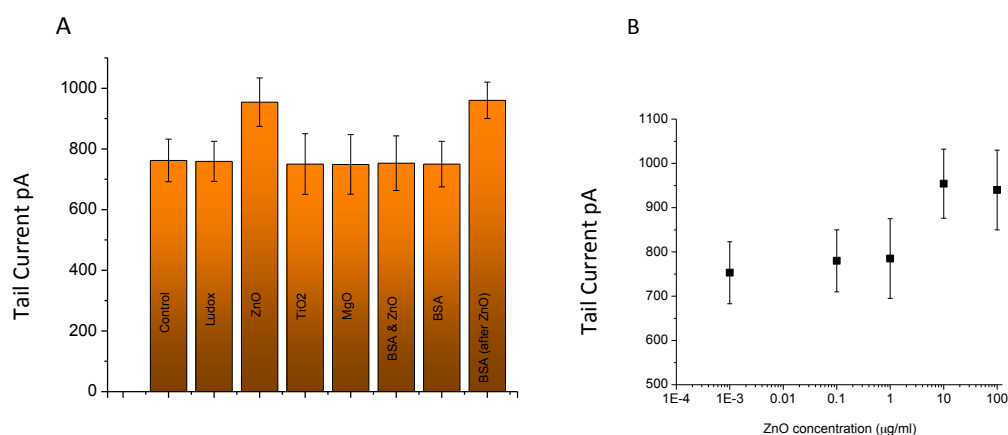 A
Tail Current pA
1000
800
600
400
200
0
Control
Ludox
ZnO
TiO2
MgO
BSA & ZnO
BSA
BSA (after ZnO)
B
Tail Current pA
1100
1000
900
800
700
600
500
1E-4
1E-3
0.01
0.1
1
10
100
ZnO concentration (μg/ml)